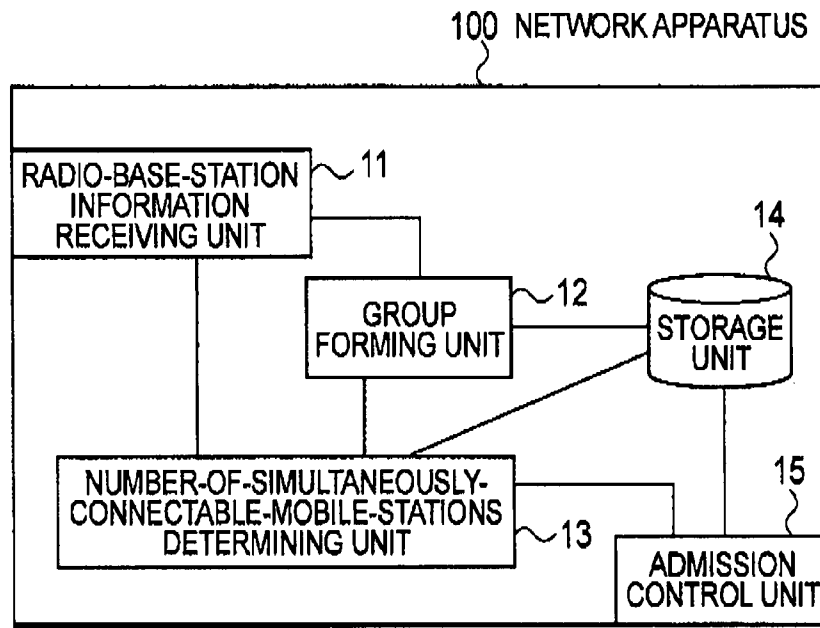 100 NETWORK APPARATUS
RADIO-BASE-STATION
INFORMATION
RECEIVING UNIT
11
14
GROUP
FORMING UNIT
12
STORAGE
UNIT
NUMBER-OF-SIMULTANEOUSLY-
CONNECTABLE-MOBILE-STATIONS
DETERMINING UNIT
13
15
ADMISSION
CONTROL UNIT